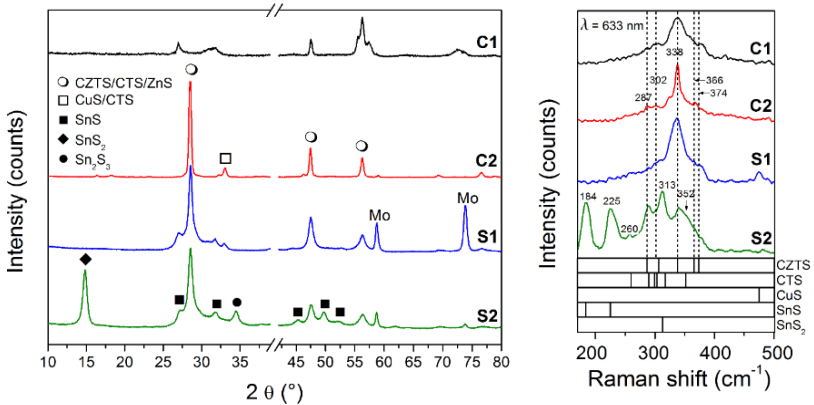 C1
CZTS/CTS/ZnS
CuS/CTS
SnS
SnS2
Sn2S3
C2
Mo
Mo
S1
S2
10 15 20 25 30 35 45 50 55 60 65 70 75 80
2 θ (°)
Intensity (counts)
λ = 633 nm
C1
338
302
366
287
374
C2
S1
313
184
225
352
260
S2
CZTS
CTS
CuS
SnS
SnS2
200 300 400 500
Raman shift (cm-1)
Intensity (counts)